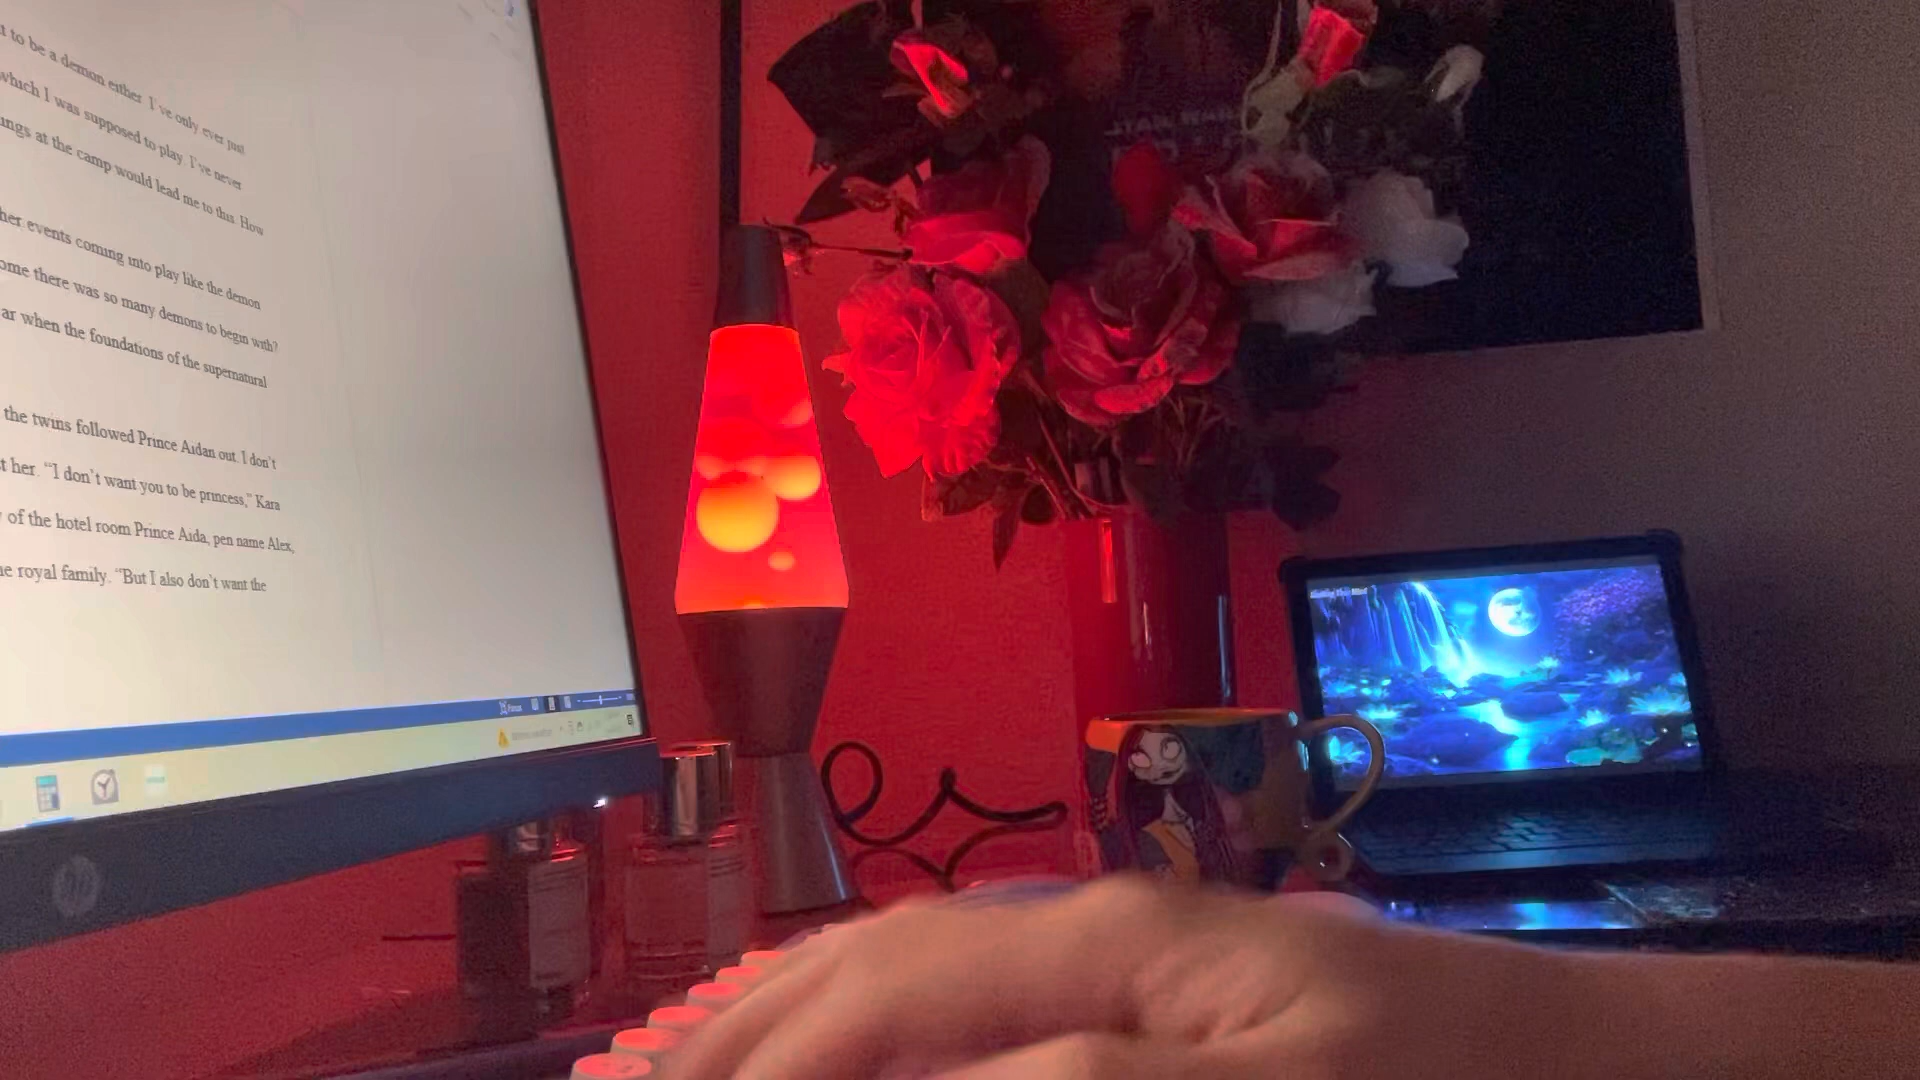 to be a demon either. I've only ever just
which I was supposed to play. I've never
ings at the camp would lead me to this. How
her events coming into play like the demon
ome there was so many demons to begin with?
ar when the foundations of the supernatural
the twins followed Prince Aidan out. I don't
t her. “I don't want you to be princess,” Kara
of the hotel room Prince Aida, pen name Alex,
he royal family. “But I also don't want the
Focus
hp
STAR WARS